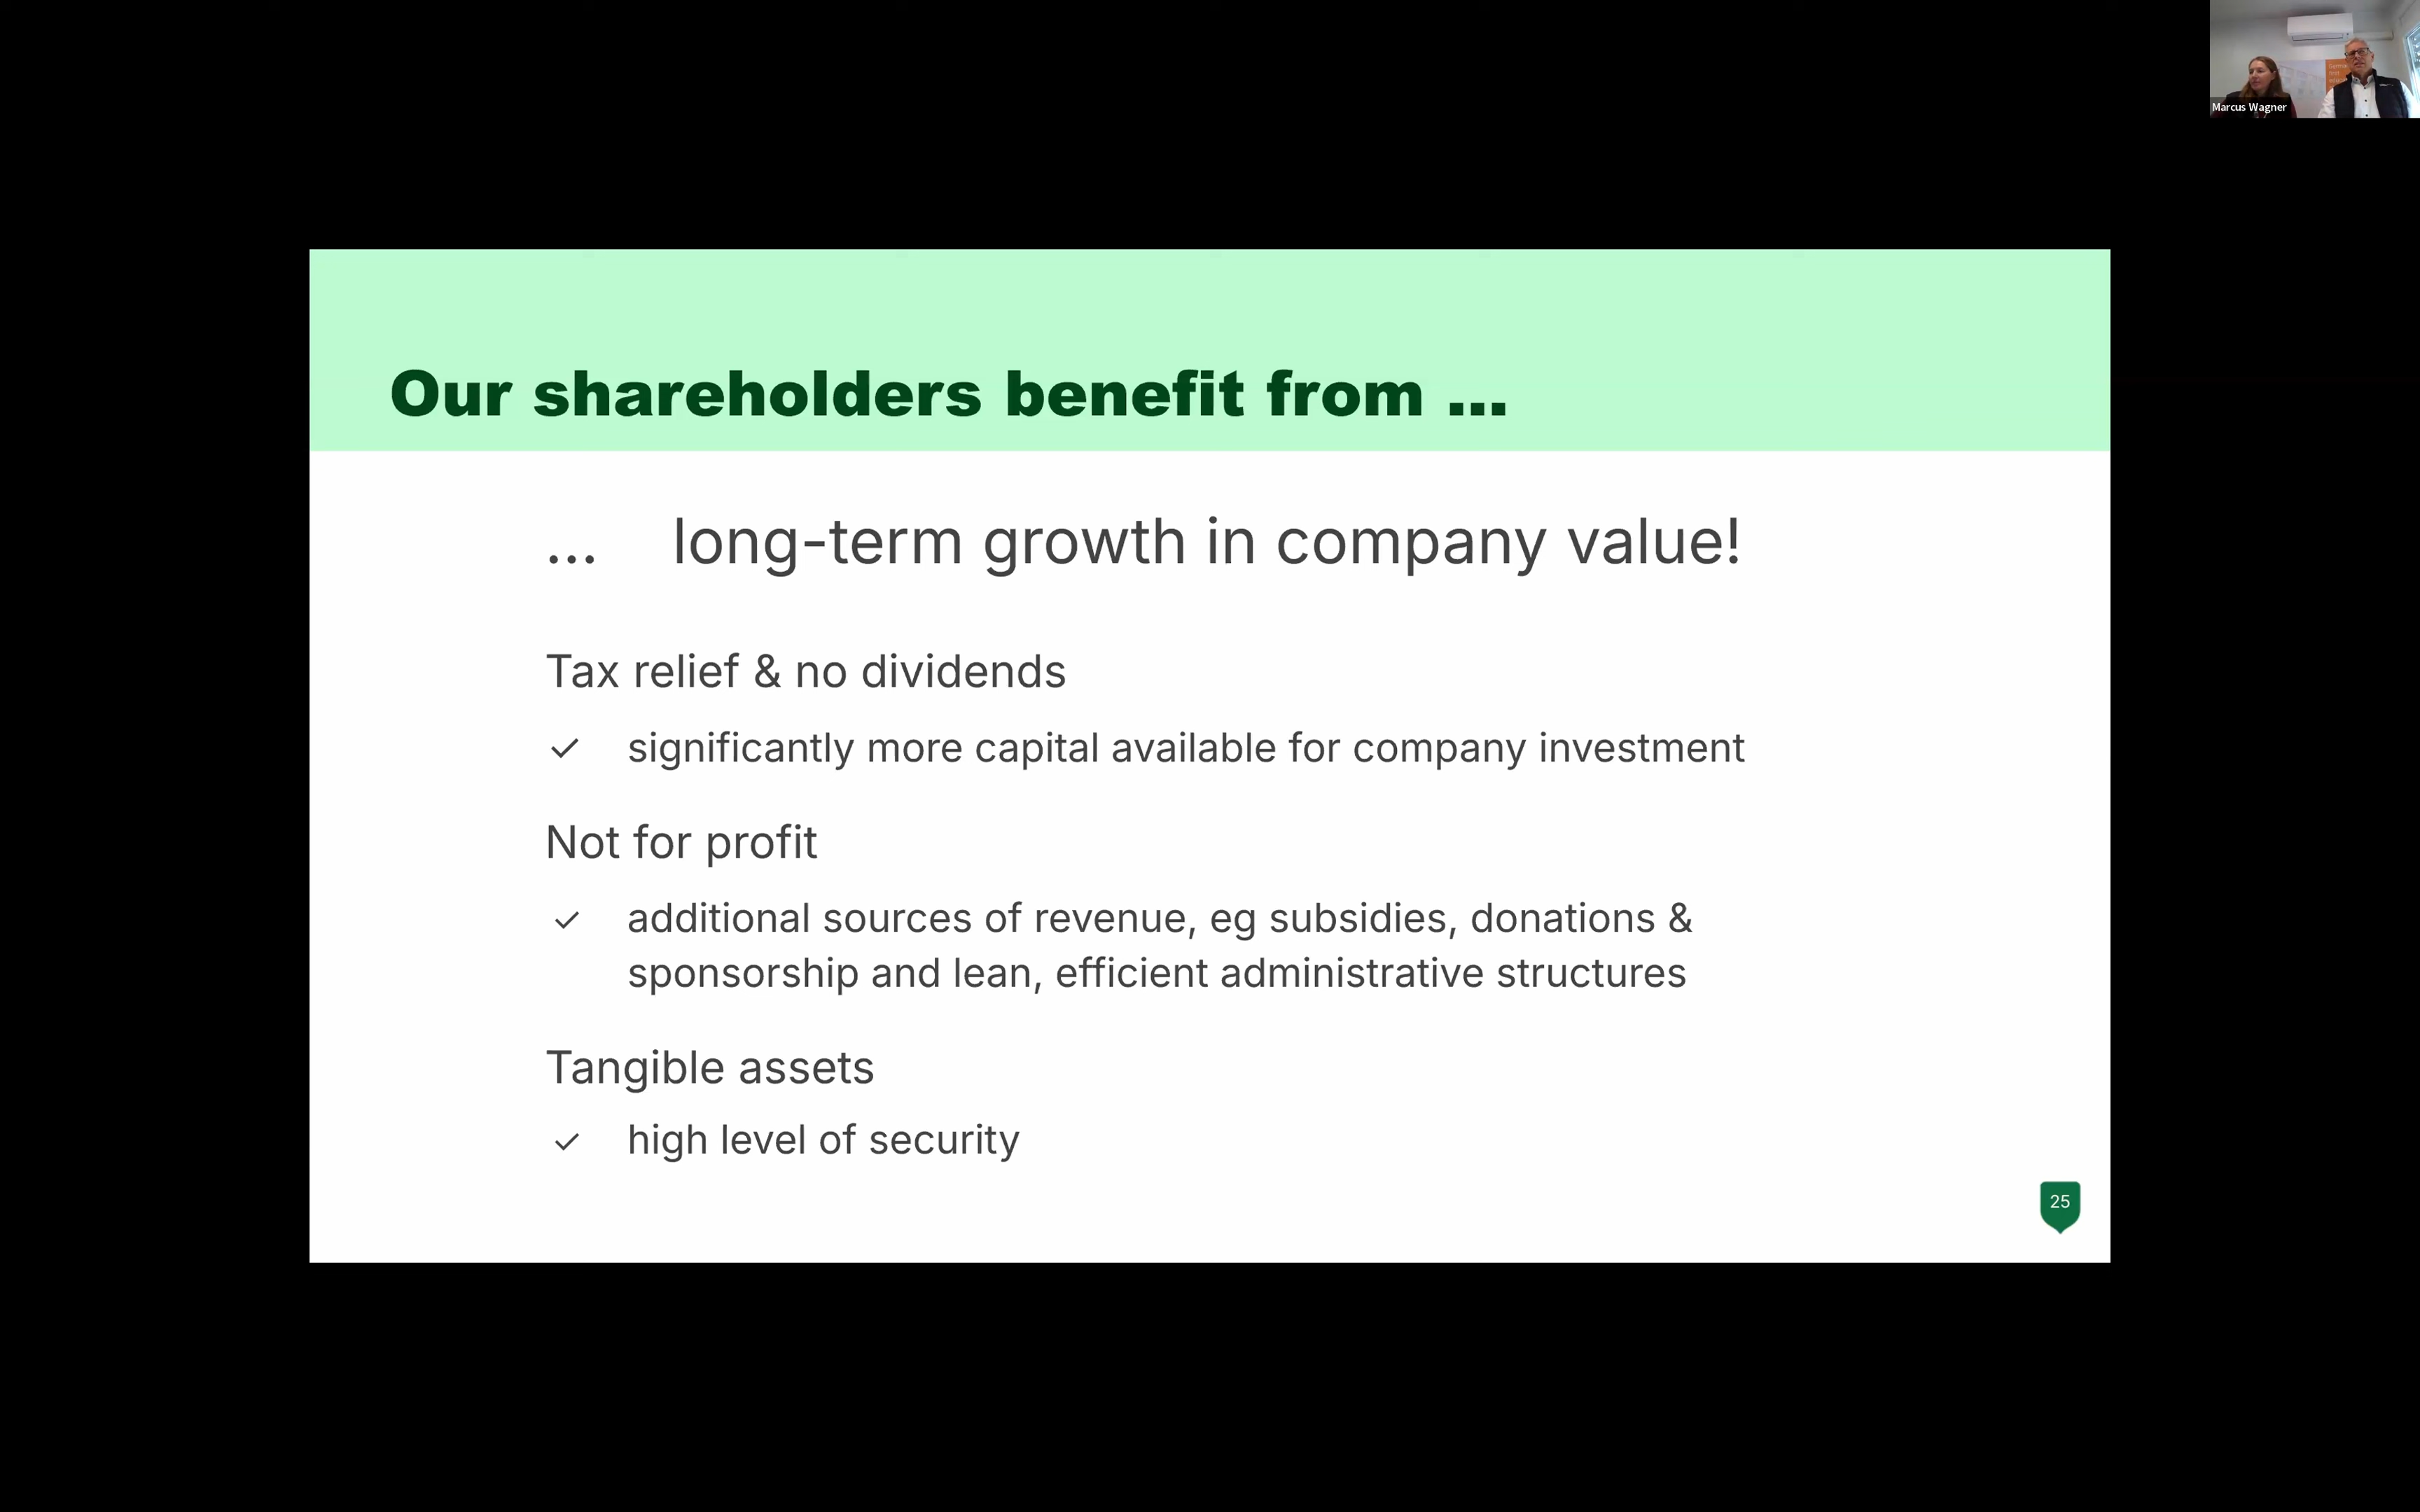 Marcus Wagner
Our shareholders benefit from ...
... long-term growth in company value!
Tax relief & no dividends
✓ significantly more capital available for company investment
Not for profit
✓ additional sources of revenue, eg subsidies, donations &
sponsorship and lean, efficient administrative structures
Tangible assets
✓ high level of security
25